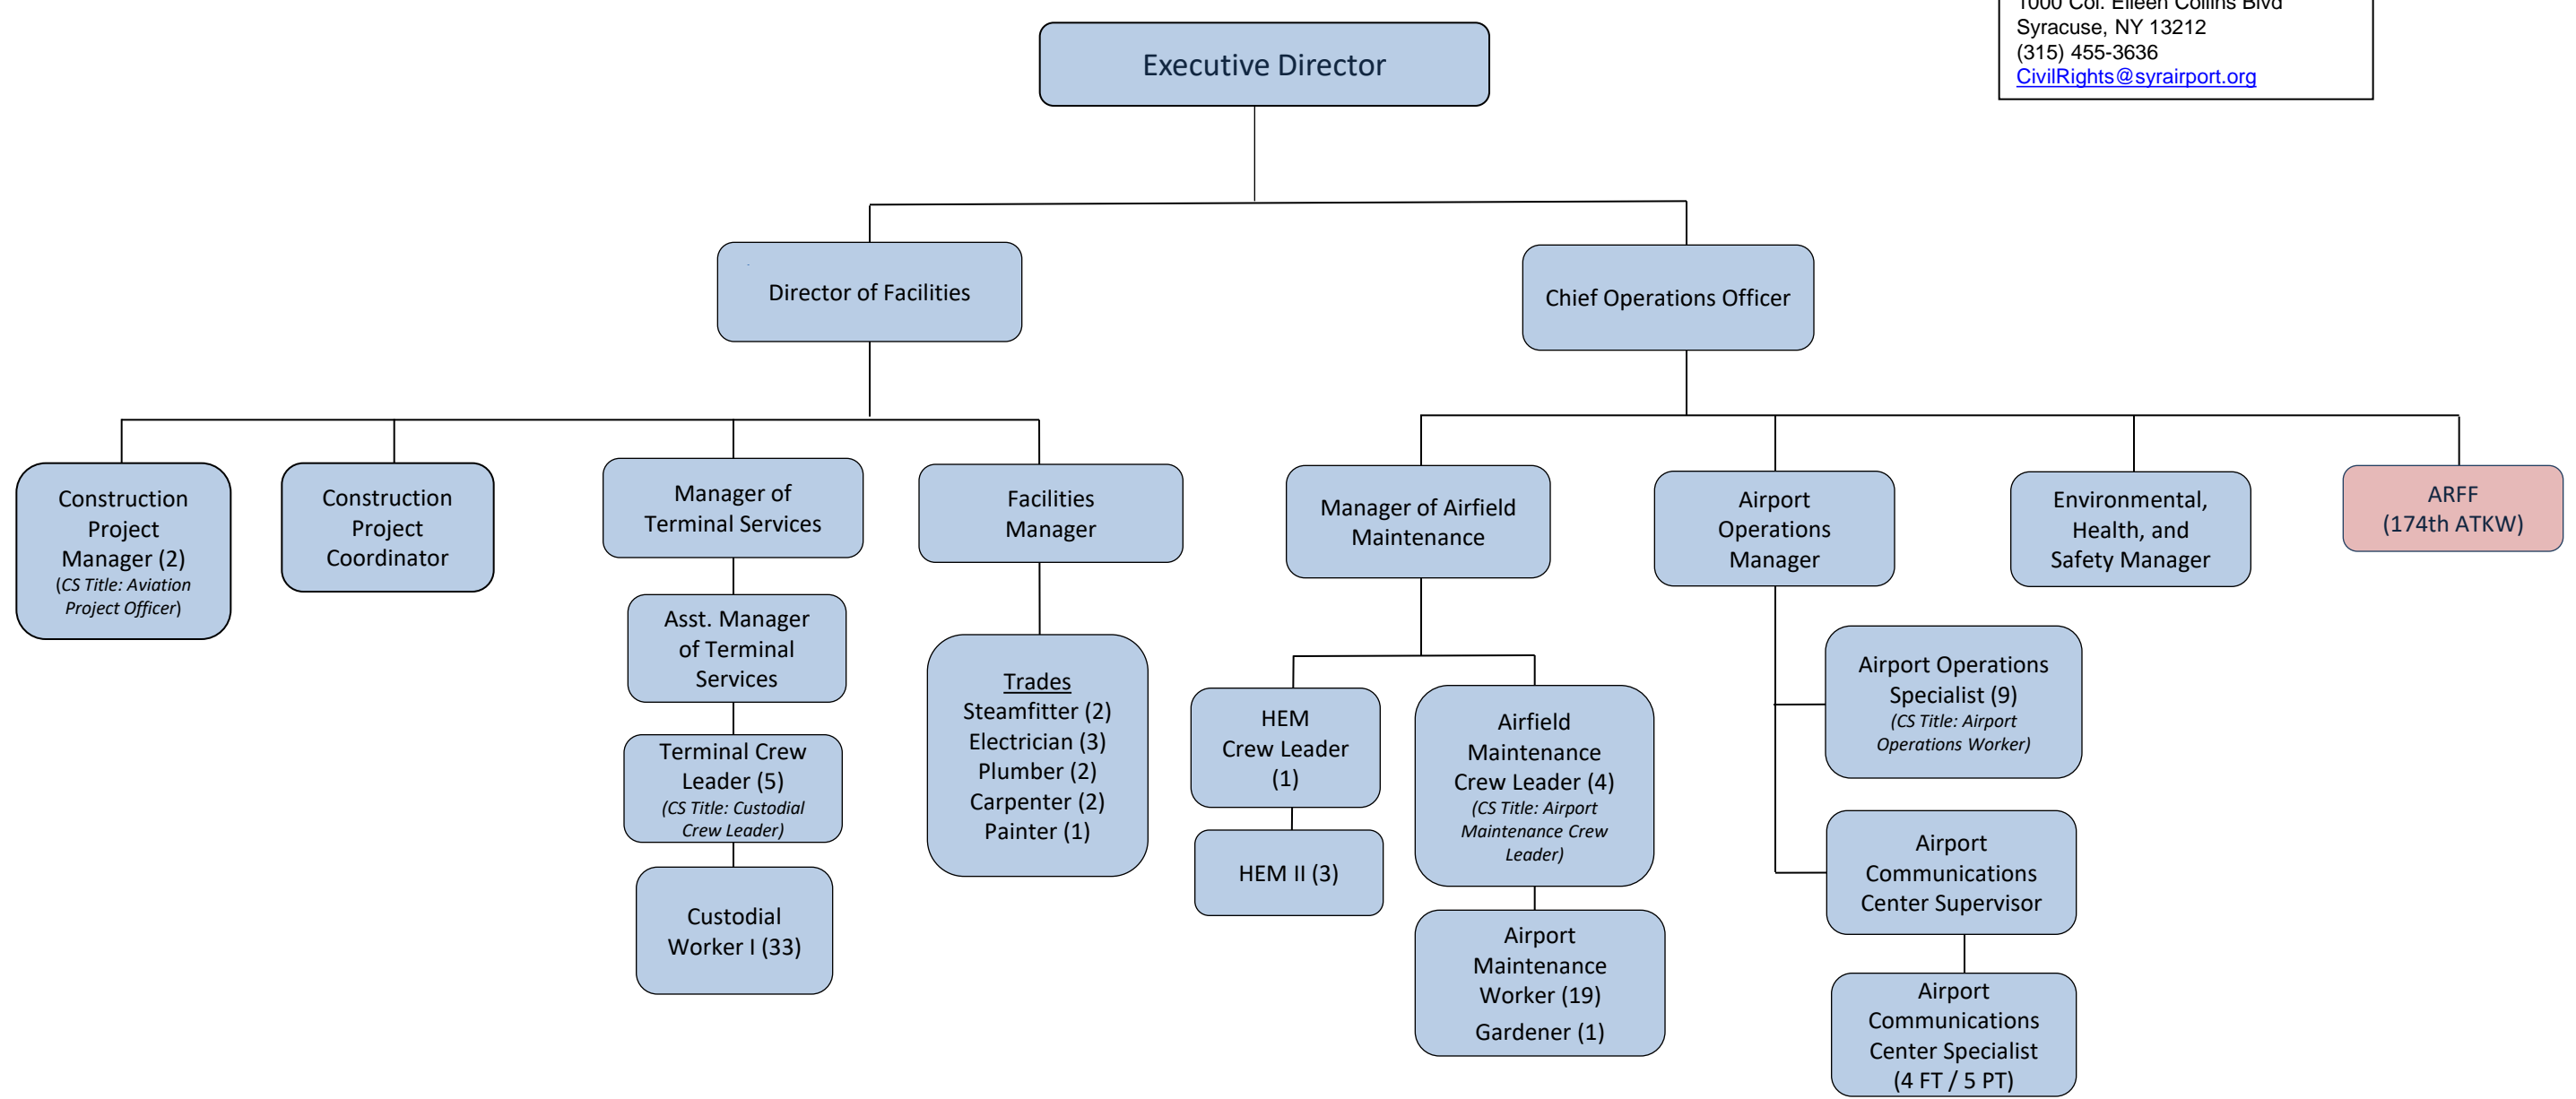 1000 Col. Eileen Collins Blvd
Syracuse, NY 13212
(315) 455-3636
CivilRights@syrairport.org
Executive Director
Director of Facilities
Chief Operations Officer
Construction
Project
Manager (2)
(CS Title: Aviation
Project Officer)
Construction
Project
Coordinator
Manager of
Terminal Services
Facilities
Manager
Manager of Airfield
Maintenance
Airport
Operations
Manager
Environmental,
Health, and
Safety Manager
ARFF
(174th ATKW)
Asst. Manager
of Terminal
Services
Terminal Crew
Leader (5)
(CS Title: Custodial
Crew Leader)
Custodial
Worker I (33)
Trades
Steamfitter (2)
Electrician (3)
Plumber (2)
Carpenter (2)
Painter (1)
HEM
Crew Leader
(1)
HEM II (3)
Airfield
Maintenance
Crew Leader (4)
(CS Title: Airport
Maintenance Crew
Leader)
Airport
Maintenance
Worker (19)
Gardener (1)
Airport Operations
Specialist (9)
(CS Title: Airport
Operations Worker)
Airport
Communications
Center Supervisor
Airport
Communications
Center Specialist
(4 FT / 5 PT)